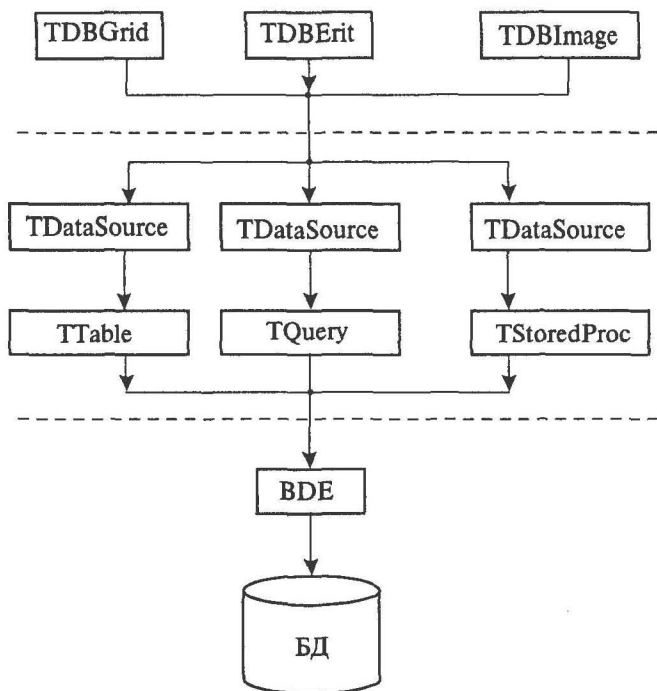 TDBGrid
TDBErit
TDBImage
TDataSource
TDataSource
TDataSource
TTable
TQuery
TStoredProc
BDE
БД